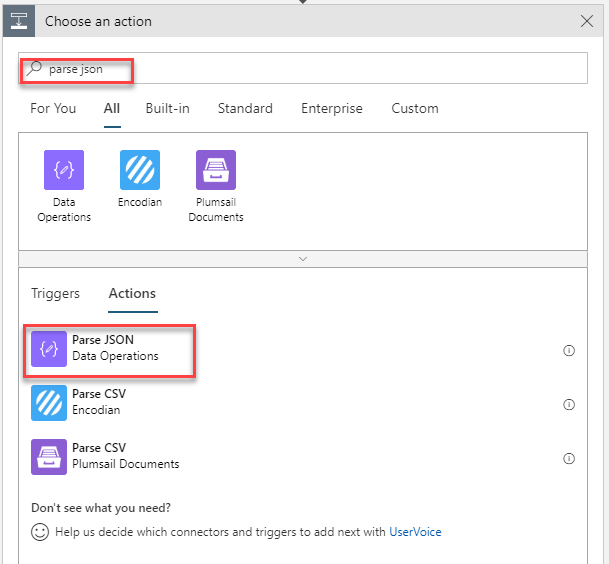 Choose an action
parse json
For You All Built-in Standard Enterprise Custom
Data Operations Encodian Plumsail Documents
Triggers Actions
Parse JSON
Data Operations
Parse CSV
Encodian
Parse CSV
Plumsail Documents
Don't see what you need?
Help us decide which connectors and triggers to add next with UserVoice